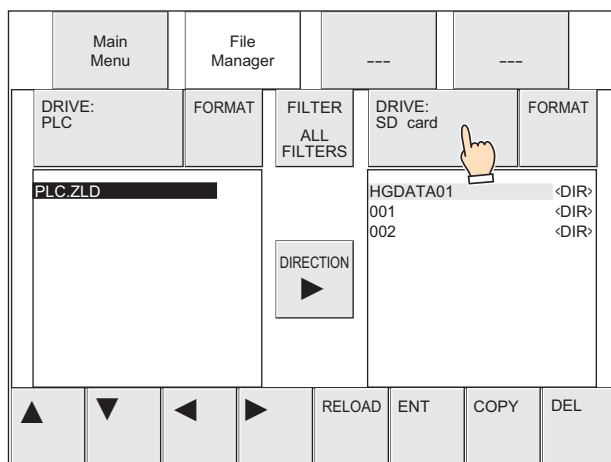 Main
Menu
File
Manager
---
---
DRIVE:
PLC
FORMAT
FILTER
ALL
FILTERS
DRIVE:
SD card
FORMAT
PLC.ZLD
HGDATA01 <DIR>
001 <DIR>
002 <DIR>
DIRECTION
▶
▲ ▼ ◀ ▶ RELOAD ENT COPY DEL